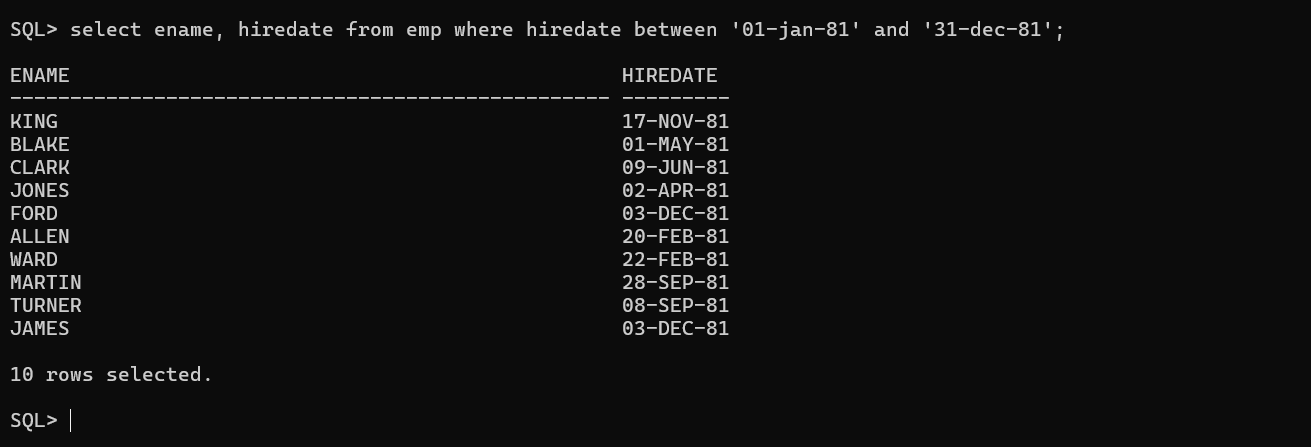 SQL> select ename, hiredate from emp where hiredate between '01-jan-81' and '31-dec-81';
ENAME                                              HIREDATE
-------------------------------------------------- ---------
KING                                               17-NOV-81
BLAKE                                              01-MAY-81
CLARK                                              09-JUN-81
JONES                                              02-APR-81
FORD                                               03-DEC-81
ALLEN                                              20-FEB-81
WARD                                               22-FEB-81
MARTIN                                             28-SEP-81
TURNER                                             08-SEP-81
JAMES                                              03-DEC-81
10 rows selected.
SQL>